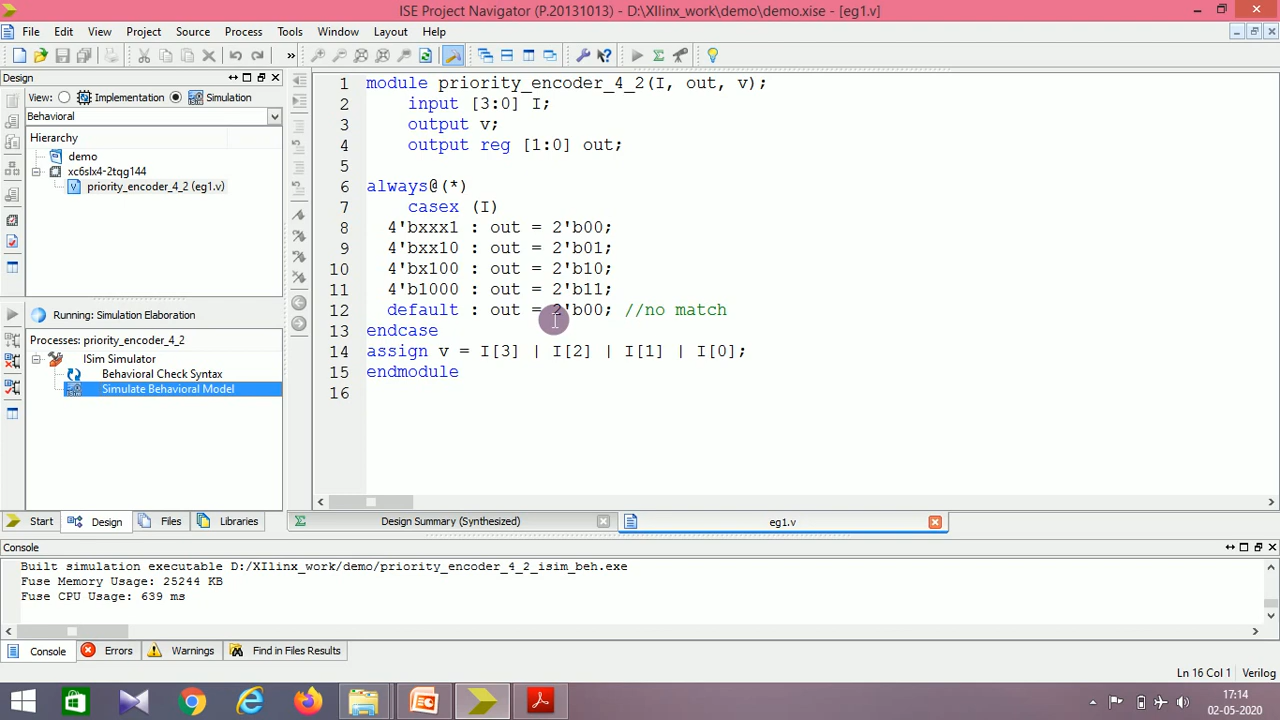 ISE Project Navigator (P.20131013) - D:\XIlinx_work\demo\demo.xise - [eg1.v]
File Edit View Project Source Process Tools Window Layout Help
Design
View: Implementation Simulation
Behavioral
Hierarchy
demo
xc6slx4-2tqg144
priority_encoder_4_2 (eg1.v)
Running: Simulation Elaboration
Processes: priority_encoder_4_2
ISim Simulator
Behavioral Check Syntax
Simulate Behavioral Model
Start Design Files Libraries
1 module priority_encoder_4_2(I, out, v);
2 input [3:0] I;
3 output v;
4 output reg [1:0] out;
5
6 always@(*)
7 casex (I)
8 4'bxxx1 : out = 2'b00;
9 4'bxx10 : out = 2'b01;
10 4'bx100 : out = 2'b10;
11 4'b1000 : out = 2'b11;
12 default : out = 2'b00; //no match
13 endcase
14 assign v = I[3] | I[2] | I[1] | I[0];
15 endmodule
16
Design Summary (Synthesized) eg1.v
Console
Built simulation executable D:/XIlinx_work/demo/priority_encoder_4_2_isim_beh.exe
Fuse Memory Usage: 25244 KB
Fuse CPU Usage: 639 ms
Console Errors Warnings Find in Files Results
Ln 16 Col 1 Verilog
17:14
02-05-2020